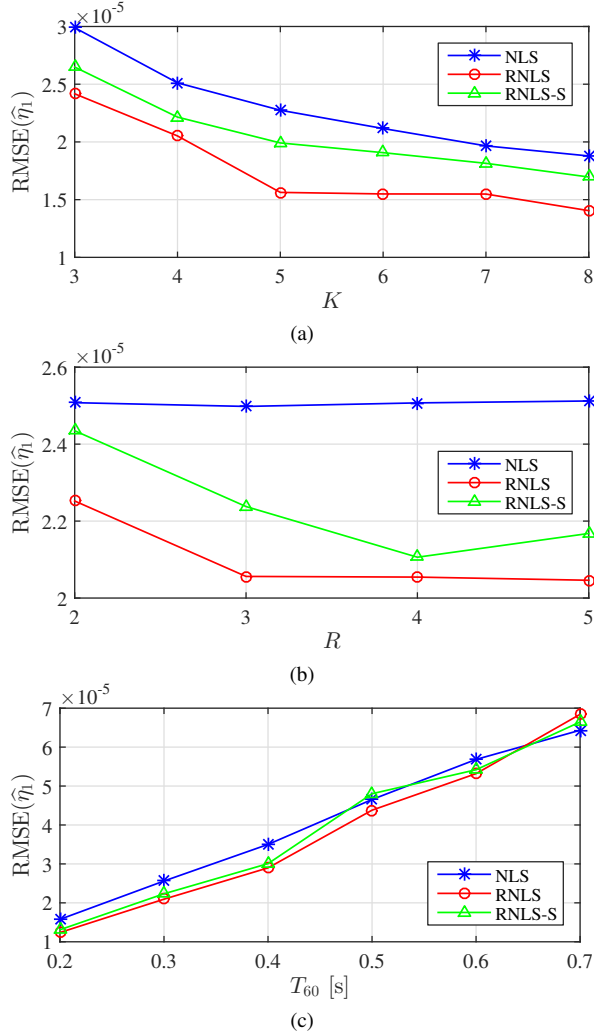 ×10⁻⁵
3
2.5
2
1.5
1
RMSE(η̂₁)
NLS
RNLS
RNLS-S
3 4 5 6 7 8
K
(a)
×10⁻⁵
2.6
2.4
2.2
2
RMSE(η̂₁)
NLS
RNLS
RNLS-S
2 3 4 5
R
(b)
×10⁻⁵
7
6
5
4
3
2
1
RMSE(η̂₁)
NLS
RNLS
RNLS-S
0.2 0.3 0.4 0.5 0.6 0.7
T₆₀ [s]
(c)